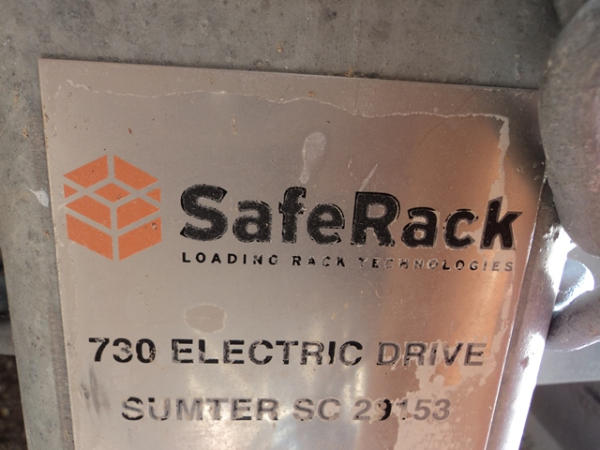 SafeRack
LOADING RACK TECHNOLOGIES
730 ELECTRIC DRIVE
SUMTER SC 29153